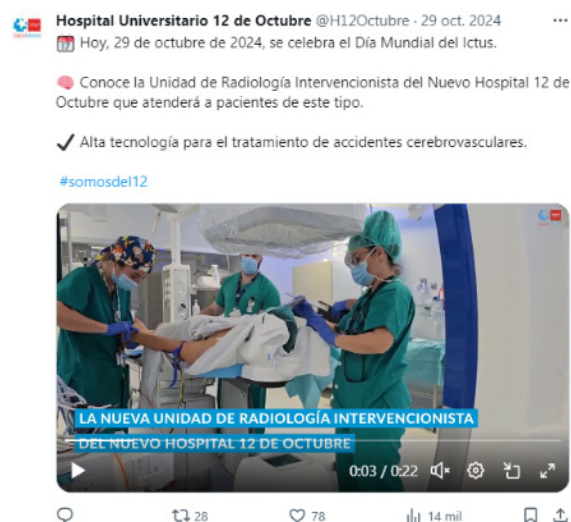 Hospital Universitario 12 de Octubre @H12Octubre · 29 oct. 2024
Hoy, 29 de octubre de 2024, se celebra el Día Mundial del Ictus.
Conoce la Unidad de Radiología Intervencionista del Nuevo Hospital 12 de
Octubre que atenderá a pacientes de este tipo.
Alta tecnología para el tratamiento de accidentes cerebrovasculares.
#somosdel12
LA NUEVA UNIDAD DE RADIOLOGÍA INTERVENCIONISTA
DEL NUEVO HOSPITAL 12 DE OCTUBRE
0:03 / 0:22
28 78 14 mil